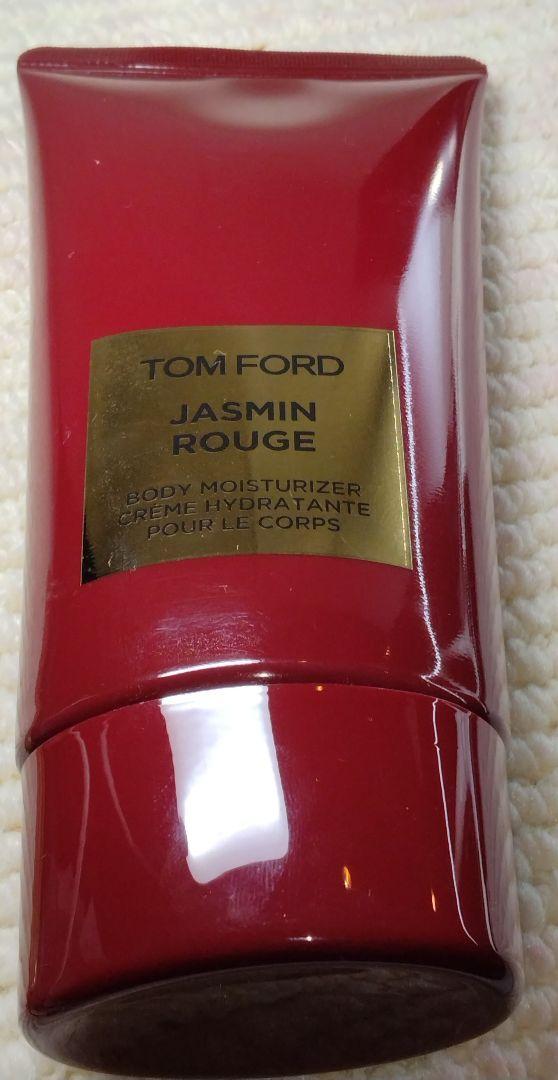 TOM FORD
JASMIN
ROUGE
BODY MOISTURIZER
CRÈME HYDRATANTE
POUR LE CORPS